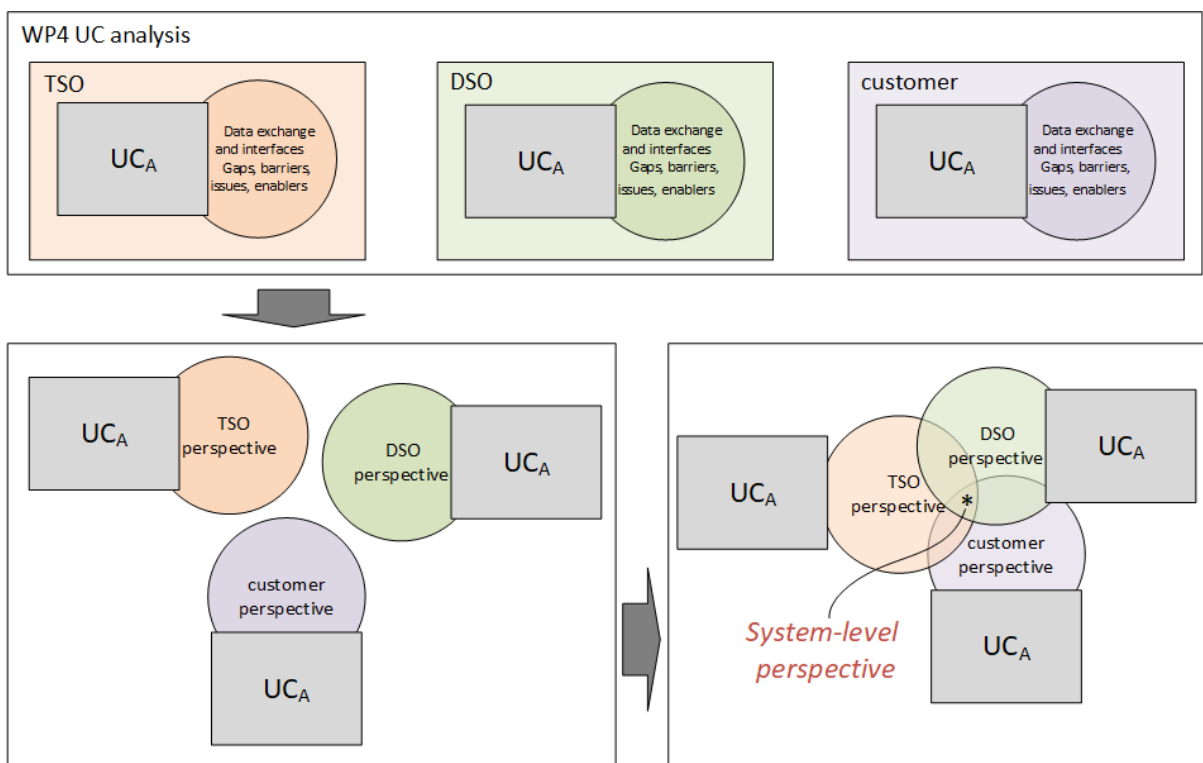 WP4 UC analysis
TSO
UCA
Data exchange
and interfaces
Gaps, barriers,
issues, enablers
DSO
UCA
Data exchange
and interfaces
Gaps, barriers,
issues, enablers
customer
UCA
Data exchange
and interfaces
Gaps, barriers,
issues, enablers
UCA
TSO
perspective
DSO
perspective
UCA
customer
perspective
UCA
UCA
TSO
perspective
*
DSO
perspective
UCA
customer
perspective
UCA
System-level
perspective